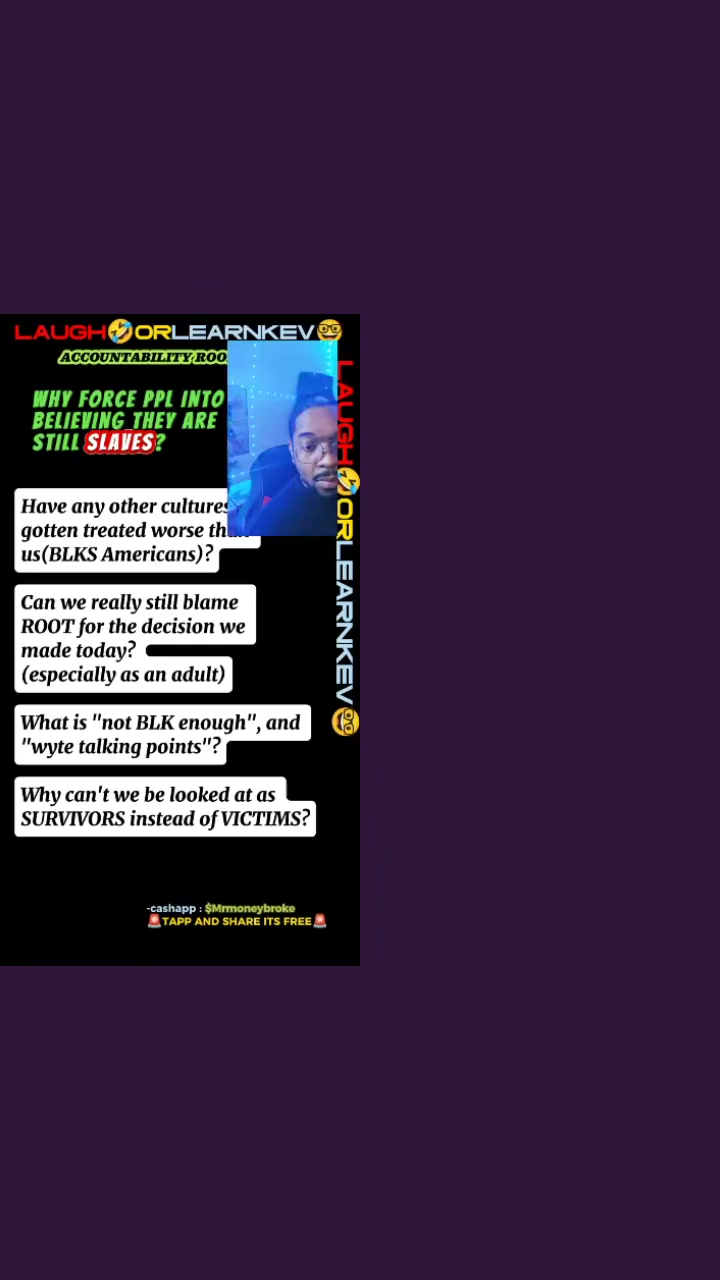 LAUGH🤣ORLEARNKEV🤓
ACCOUNTABILITY ROO
WHY FORCE PPL INTO
BELIEVING THEY ARE
STILL SLAVES?
Have any other cultures
gotten treated worse
us(BLKS Americans)?
Can we really still blame
ROOT for the decision we
made today?
(especially as an adult)
What is "not BLK enough", and
"wyte talking points"?
Why can't we be looked at as
SURVIVORS instead of VICTIMS?
-cashapp : $Mrmoneybroke
🚨TAPP AND SHARE ITS FREE🚨
LAUGH🤣ORLEARNKEV🤓